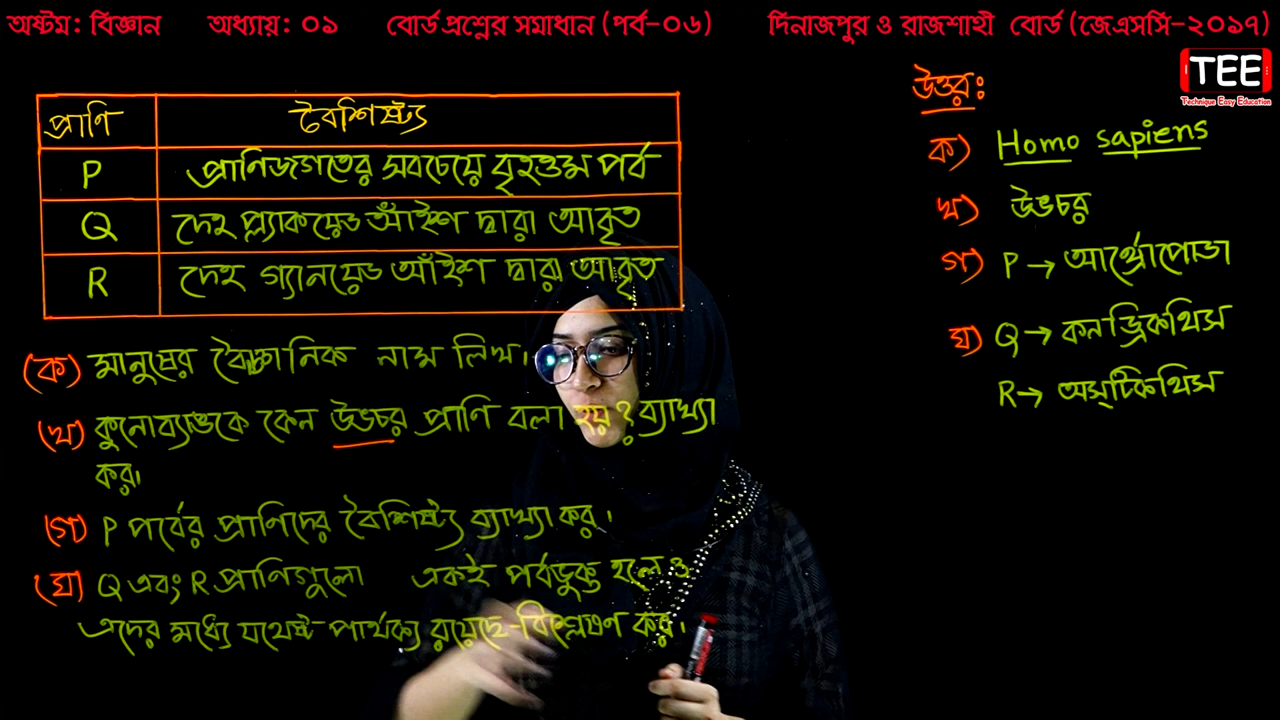 অষ্টম: বিজ্ঞান অধ্যায়: ০১ বোর্ড প্রশ্নের সমাধান (পর্ব-০৬) দিনাজপুর ও রাজশাহী বোর্ড (জেএসসি-২০১৭)
TEE
Technique Easy Education
প্রাণি বৈশিষ্ট্য
P প্রাণিজগতের সবচেয়ে বৃহত্তম পর্ব
Q দেহ প্ল্যাকয়েড আঁইশ দ্বারা আবৃত
R দেহ গ্যানয়েড আঁইশ দ্বারা আবৃত
(ক) মানুষের বৈজ্ঞানিক নাম লিখ।
(খ) কুনোব্যাঙকে কেন উভচর প্রাণি বলা হয়? ব্যাখ্যা
কর।
(গ) P পর্বের প্রাণিদের বৈশিষ্ট্য ব্যাখ্যা কর।
(ঘ) Q এবং R প্রাণিগুলো একই পর্বভুক্ত হলেও
এদের মধ্যে যথেষ্ট পার্থক্য রয়েছে-বিশ্লেষণ কর।
উত্তর:
ক) Homo sapiens
খ) উভচর
গ) P → আর্থ্রোপোডা
ঘ) Q → কনড্রিকথিস
R → অস্টিকথিস